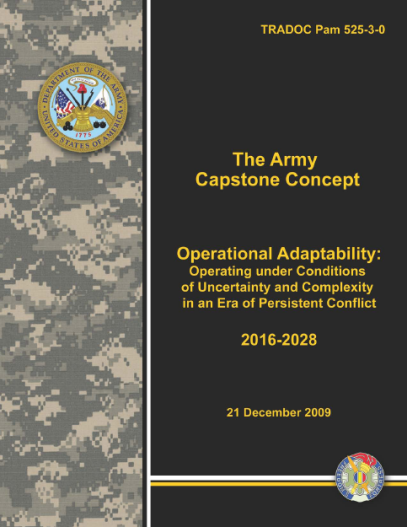 TRADOC Pam 525-3-0
DEPARTMENT OF THE ARMY
UNITED STATES OF AMERICA
1775
The Army
Capstone Concept
Operational Adaptability:
Operating under Conditions
of Uncertainty and Complexity
in an Era of Persistent Conflict
2016-2028
21 December 2009